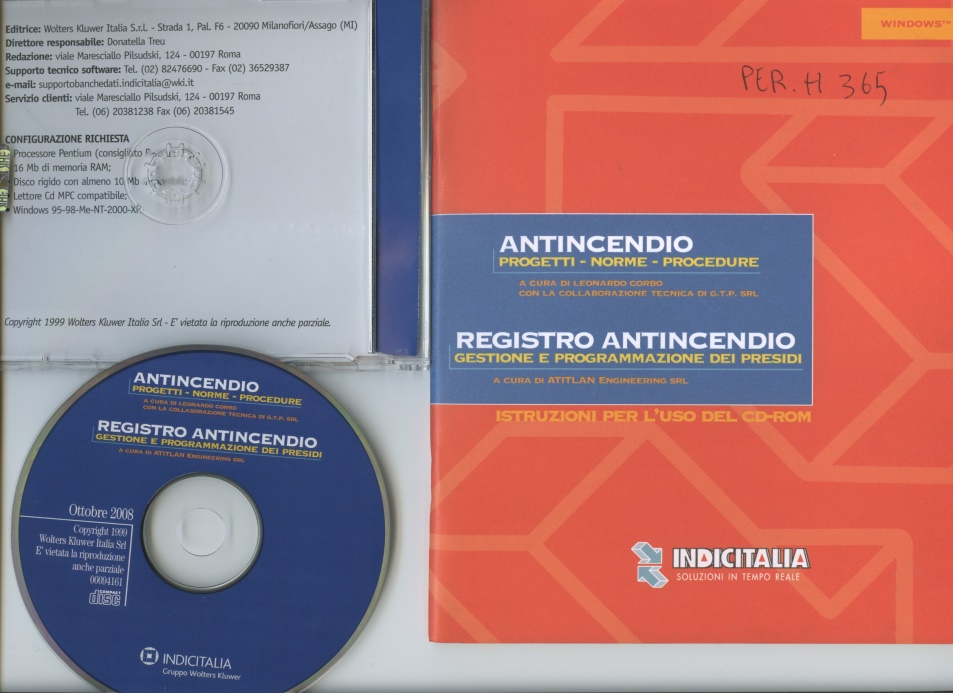 Editrice: Wolters Kluwer Italia S.r.l. - Strada 1, Pal. F6 - 20090 Milanofiori/Assago (MI)
Direttore responsabile: Donatella Treu
Redazione: viale Maresciallo Pilsudski, 124 - 00197 Roma
Supporto tecnico software: Tel. (02) 82476690 - Fax (02) 36529387
e-mail: supportobanchedati.indicitalia@wki.it
Servizio clienti: viale Maresciallo Pilsudski, 124 - 00197 Roma
Tel. (06) 20381238 Fax (06) 20381545
CONFIGURAZIONE RICHIESTA
Processore Pentium (consigliato
16 Mb di memoria RAM;
Disco rigido con almeno 10 Mb
Lettore Cd MPC compatibile;
Windows 95-98-Me-NT-2000-XP
Copyright 1999 Wolters Kluwer Italia Srl - E' vietata la riproduzione anche parziale.
ANTINCENDIO
PROGETTI - NORME - PROCEDURE
A CURA DI LEONARDO CORBO
CON LA COLLABORAZIONE TECNICA DI G.T.P. SRL
REGISTRO ANTINCENDIO
GESTIONE E PROGRAMMAZIONE DEI PRESIDI
A CURA DI ATITLAN ENGINEERING SRL
Ottobre 2008
Copyright 1999
Wolters Kluwer Italia Srl
E' vietata la riproduzione
anche parziale
00094161
COMPACT
disc
INDICITALIA
Gruppo Wolters Kluwer
WINDOWS™
PER. H 365
ANTINCENDIO
PROGETTI - NORME - PROCEDURE
A CURA DI LEONARDO CORBO
CON LA COLLABORAZIONE TECNICA DI G.T.P. SRL
REGISTRO ANTINCENDIO
GESTIONE E PROGRAMMAZIONE DEI PRESIDI
A CURA DI ATITLAN ENGINEERING SRL
ISTRUZIONI PER L'USO DEL CD-ROM
INDICITALIA
SOLUZIONI IN TEMPO REALE